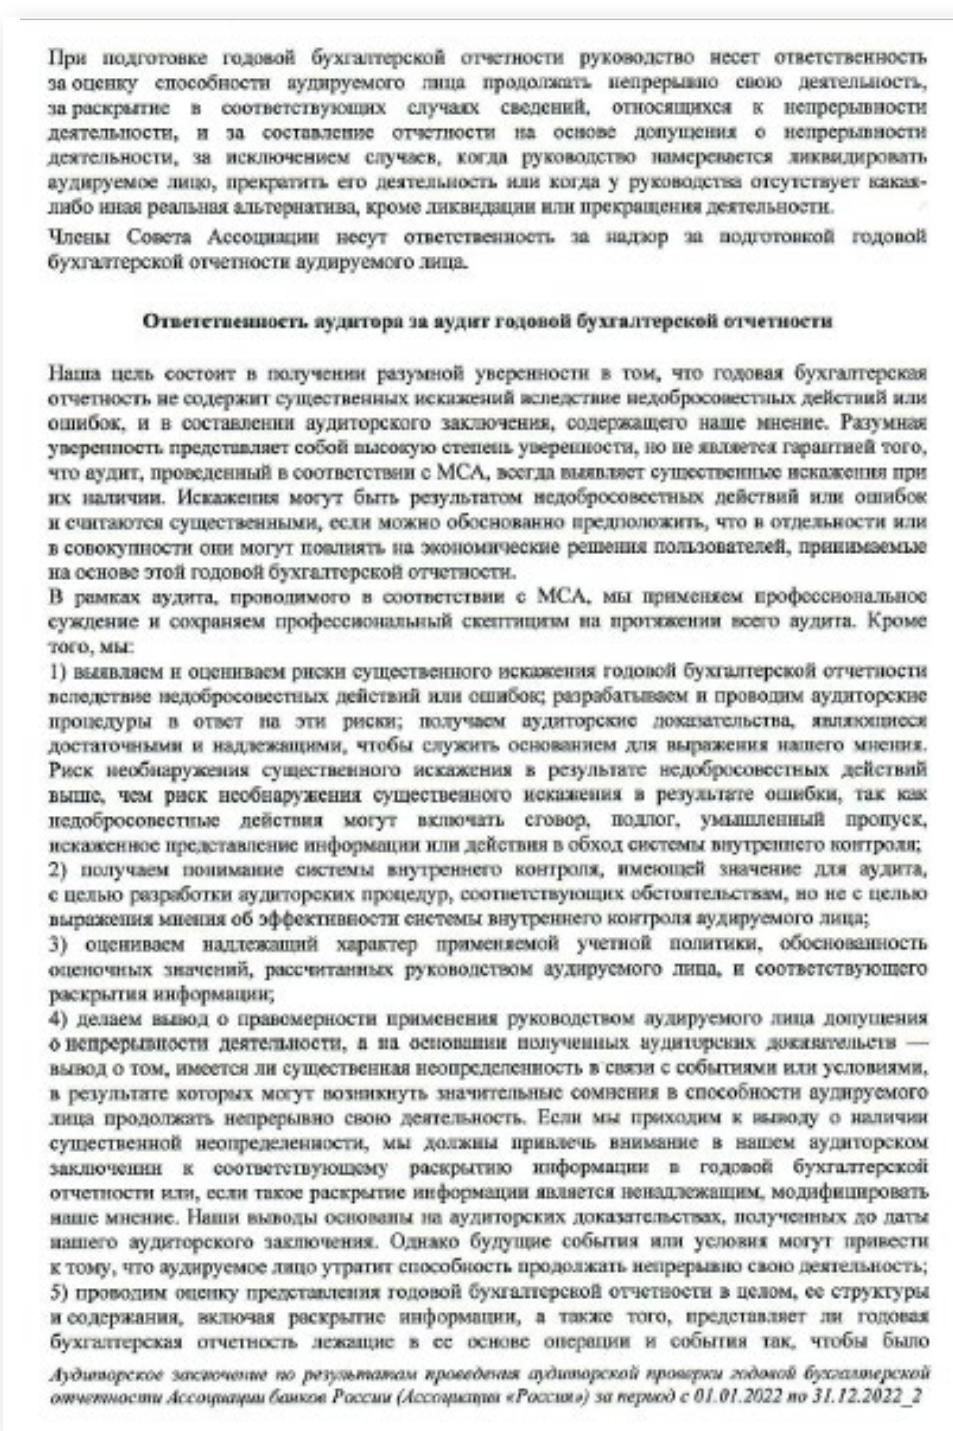 При подготовке годовой бухгалтерской отчетности руководство несет ответственность
за оценку способности аудируемого лица продолжать непрерывно свою деятельность,
за раскрытие в соответствующих случаях сведений, относящихся к непрерывности
деятельности, и за составление отчетности на основе допущения о непрерывности
деятельности, за исключением случаев, когда руководство намеревается ликвидировать
аудируемое лицо, прекратить его деятельность или когда у руководства отсутствует какая-
либо иная реальная альтернатива, кроме ликвидации или прекращения деятельности.
Члены Совета Ассоциации несут ответственность за надзор за подготовкой годовой
бухгалтерской отчетности аудируемого лица.
Ответственность аудитора за аудит годовой бухгалтерской отчетности
Наша цель состоит в получении разумной уверенности в том, что годовая бухгалтерская
отчетность не содержит существенных искажений вследствие недобросовестных действий или
ошибок, и в составлении аудиторского заключения, содержащего наше мнение. Разумная
уверенность представляет собой высокую степень уверенности, но не является гарантией того,
что аудит, проведенный в соответствии с МСА, всегда выявляет существенные искажения при
их наличии. Искажения могут быть результатом недобросовестных действий или ошибок
и считаются существенными, если можно обоснованно предположить, что в отдельности или
в совокупности они могут повлиять на экономические решения пользователей, принимаемые
на основе этой годовой бухгалтерской отчетности.
В рамках аудита, проводимого в соответствии с МСА, мы применяем профессиональное
суждение и сохраняем профессиональный скептицизм на протяжении всего аудита. Кроме
того, мы:
1) выявляем и оцениваем риски существенного искажения годовой бухгалтерской отчетности
вследствие недобросовестных действий или ошибок; разрабатываем и проводим аудиторские
процедуры в ответ на эти риски; получаем аудиторские доказательства, являющиеся
достаточными и надлежащими, чтобы служить основанием для выражения нашего мнения.
Риск необнаружения существенного искажения в результате недобросовестных действий
выше, чем риск необнаружения существенного искажения в результате ошибки, так как
недобросовестные действия могут включать сговор, подлог, умышленный пропуск,
искаженное представление информации или действия в обход системы внутреннего контроля;
2) получаем понимание системы внутреннего контроля, имеющей значение для аудита,
с целью разработки аудиторских процедур, соответствующих обстоятельствам, но не с целью
выражения мнения об эффективности системы внутреннего контроля аудируемого лица;
3) оцениваем надлежащий характер применяемой учетной политики, обоснованность
оценочных значений, рассчитанных руководством аудируемого лица, и соответствующего
раскрытия информации;
4) делаем вывод о правомерности применения руководством аудируемого лица допущения
о непрерывности деятельности, а на основании полученных аудиторских доказательств —
вывод о том, имеется ли существенная неопределенность в связи с событиями или условиями,
в результате которых могут возникнуть значительные сомнения в способности аудируемого
лица продолжать непрерывно свою деятельность. Если мы приходим к выводу о наличии
существенной неопределенности, мы должны привлечь внимание в нашем аудиторском
заключении к соответствующему раскрытию информации в годовой бухгалтерской
отчетности или, если такое раскрытие информации является ненадлежащим, модифицировать
наше мнение. Наши выводы основаны на аудиторских доказательствах, полученных до даты
нашего аудиторского заключения. Однако будущие события или условия могут привести
к тому, что аудируемое лицо утратит способность продолжать непрерывно свою деятельность;
5) проводим оценку представления годовой бухгалтерской отчетности в целом, ее структуры
и содержания, включая раскрытие информации, а также того, представляет ли годовая
бухгалтерская отчетность лежащие в ее основе операции и события так, чтобы было
Аудиторское заключение по результатам проведения аудиторской проверки годовой бухгалтерской
отчетности Ассоциации банков России (Ассоциация «Россия») за период с 01.01.2022 по 31.12.2022_2